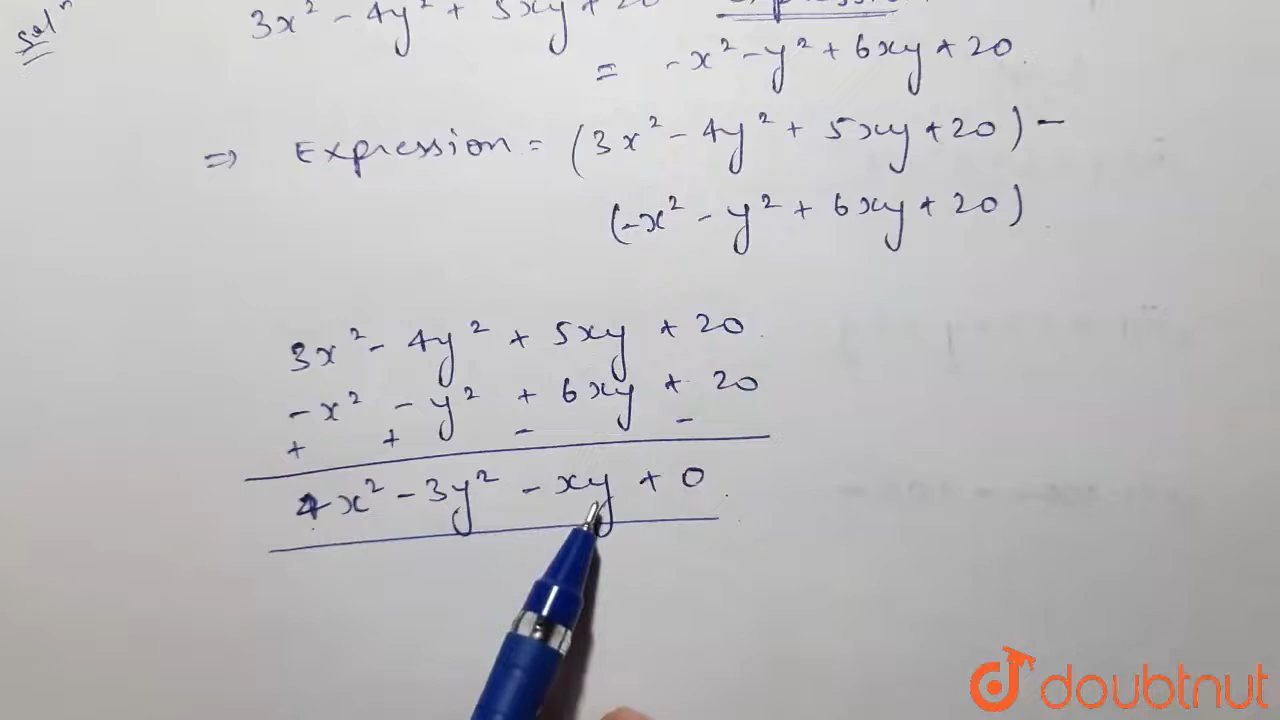 Solⁿ
3x² - 4y² + 5xy + 20
= -x² - y² + 6xy + 20.
⇒ Expression = (3x² - 4y² + 5xy + 20) -
(-x² - y² + 6xy + 20)
3x² - 4y² + 5xy + 20.
-x² - y² + 6xy + 20
+ + - -
4x² - 3y² - xy + 0
doubtnut